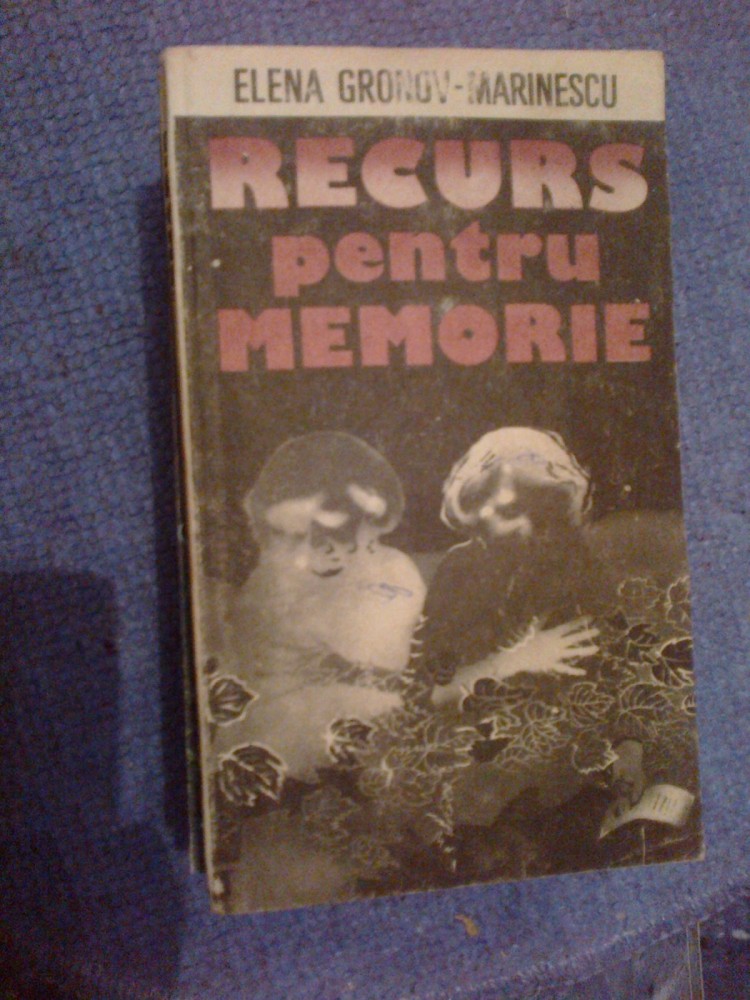 ELENA GRONOV-MARINESCU
RECURS
pentru
MEMORIE